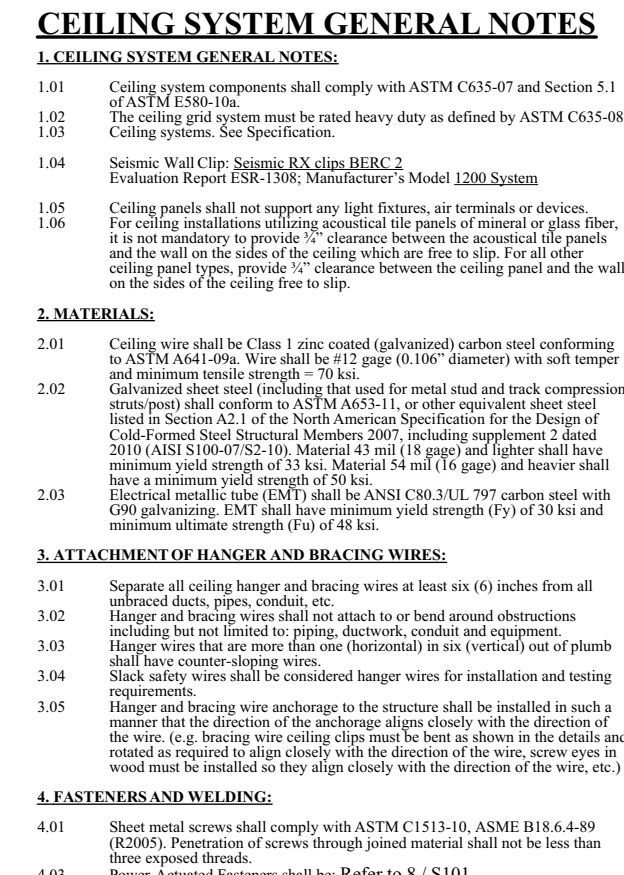 CEILING SYSTEM GENERAL NOTES
1. CEILING SYSTEM GENERAL NOTES:
1.01 Ceiling system components shall comply with ASTM C635-07 and Section 5.1
of ASTM E580-10a.
1.02 The ceiling grid system must be rated heavy duty as defined by ASTM C635-08
1.03 Ceiling systems. See Specification.
1.04 Seismic Wall Clip: Seismic RX clips BERC 2
Evaluation Report ESR-1308; Manufacturer's Model 1200 System
1.05 Ceiling panels shall not support any light fixtures, air terminals or devices.
1.06 For ceiling installations utilizing acoustical tile panels of mineral or glass fiber,
it is not mandatory to provide ¾” clearance between the acoustical tile panels
and the wall on the sides of the ceiling which are free to slip. For all other
ceiling panel types, provide ¾” clearance between the ceiling panel and the wall
on the sides of the ceiling free to slip.
2. MATERIALS:
2.01 Ceiling wire shall be Class 1 zinc coated (galvanized) carbon steel conforming
to ASTM A641-09a. Wire shall be #12 gage (0.106” diameter) with soft temper
and minimum tensile strength = 70 ksi.
2.02 Galvanized sheet steel (including that used for metal stud and track compression
struts/post) shall conform to ASTM A653-11, or other equivalent sheet steel
listed in Section A2.1 of the North American Specification for the Design of
Cold-Formed Steel Structural Members 2007, including supplement 2 dated
2010 (AISI S100-07/S2-10). Material 43 mil (18 gage) and lighter shall have
minimum yield strength of 33 ksi. Material 54 mil (16 gage) and heavier shall
have a minimum yield strength of 50 ksi.
2.03 Electrical metallic tube (EMT) shall be ANSI C80.3/UL 797 carbon steel with
G90 galvanizing. EMT shall have minimum yield strength (Fy) of 30 ksi and
minimum ultimate strength (Fu) of 48 ksi.
3. ATTACHMENT OF HANGER AND BRACING WIRES:
3.01 Separate all ceiling hanger and bracing wires at least six (6) inches from all
unbraced ducts, pipes, conduit, etc.
3.02 Hanger and bracing wires shall not attach to or bend around obstructions
including but not limited to: piping, ductwork, conduit and equipment.
3.03 Hanger wires that are more than one (horizontal) in six (vertical) out of plumb
shall have counter-sloping wires.
3.04 Slack safety wires shall be considered hanger wires for installation and testing
requirements.
3.05 Hanger and bracing wire anchorage to the structure shall be installed in such a
manner that the direction of the anchorage aligns closely with the direction of
the wire. (e.g. bracing wire ceiling clips must be bent as shown in the details and
rotated as required to align closely with the direction of the wire, screw eyes in
wood must be installed so they align closely with the direction of the wire, etc.)
4. FASTENERS AND WELDING:
4.01 Sheet metal screws shall comply with ASTM C1513-10, ASME B18.6.4-89
(R2005). Penetration of screws through joined material shall not be less than
three exposed threads.
4.03 Power-Actuated Fasteners shall be: Refer to 8 / S101